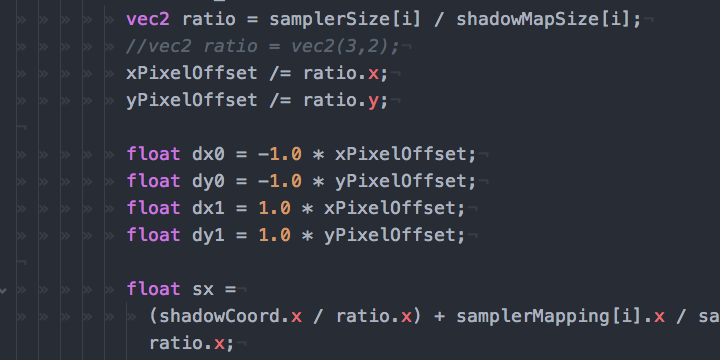 vec2 ratio = samplerSize[i] / shadowMapSize[i];
//vec2 ratio = vec2(3,2);
xPixelOffset /= ratio.x;
yPixelOffset /= ratio.y;
float dx0 = -1.0 * xPixelOffset;
float dy0 = -1.0 * yPixelOffset;
float dx1 = 1.0 * xPixelOffset;
float dy1 = 1.0 * yPixelOffset;
float sx =
(shadowCoord.x / ratio.x) + samplerMapping[i].x / sa
ratio.x;